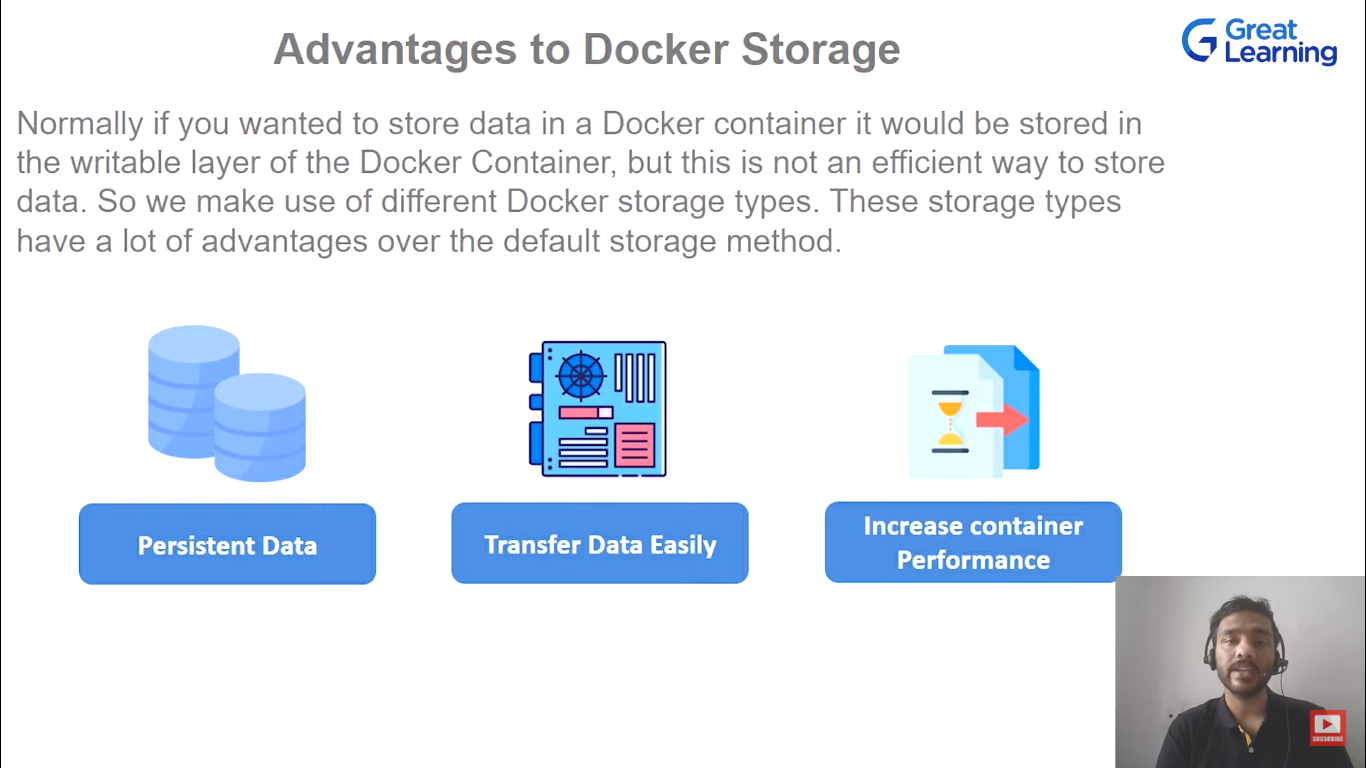 Advantages to Docker Storage
Great
Learning
Normally if you wanted to store data in a Docker container it would be stored in
the writable layer of the Docker Container, but this is not an efficient way to store
data. So we make use of different Docker storage types. These storage types
have a lot of advantages over the default storage method.
Persistent Data
Transfer Data Easily
Increase container
Performance
SUBSCRIBE